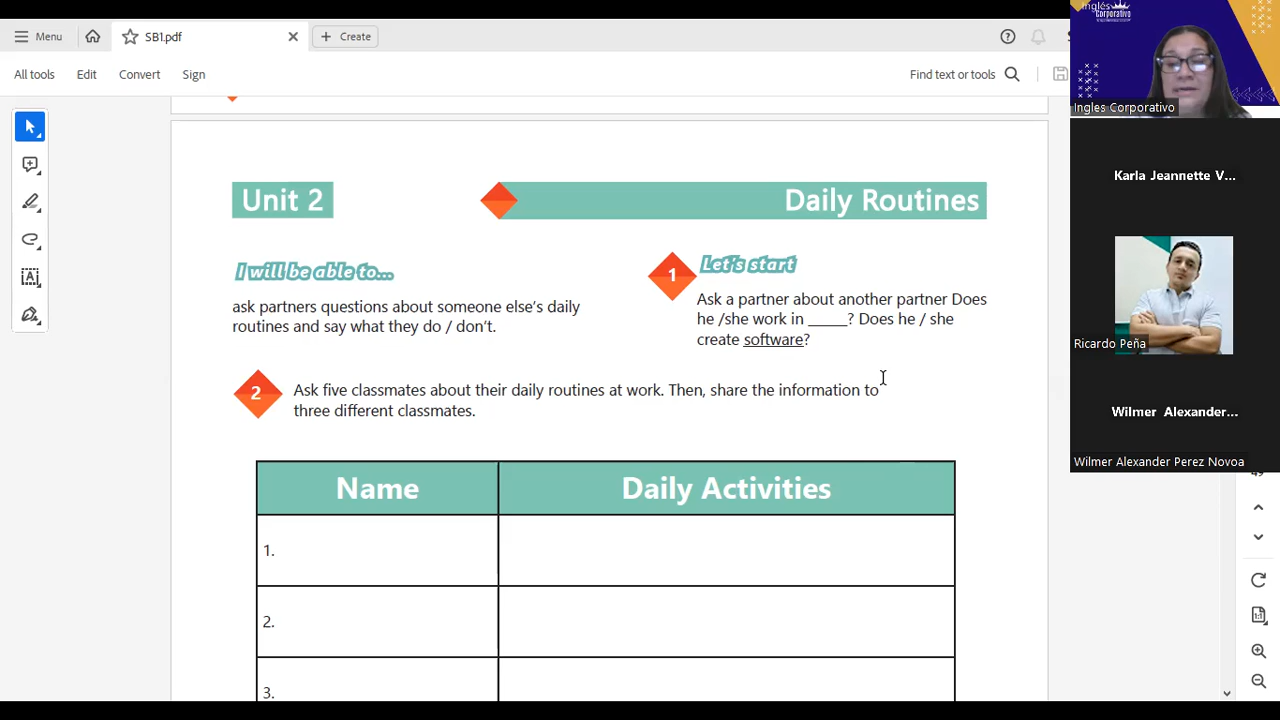 Menu
SB1.pdf
Create
All tools
Edit
Convert
Sign
Find text or tools
Unit 2
Daily Routines
I will be able to...
ask partners questions about someone else's daily
routines and say what they do / don't.
1
Let's start
Ask a partner about another partner Does
he /she work in _____? Does he / she
create software?
2
Ask five classmates about their daily routines at work. Then, share the information to
three different classmates.
Name
Daily Activities
1.
2.
3.
Inglés
Corporativo
Ingles Corporativo
Karla Jeannette V...
Ricardo Peña
Wilmer Alexander...
Wilmer Alexander Perez Novoa